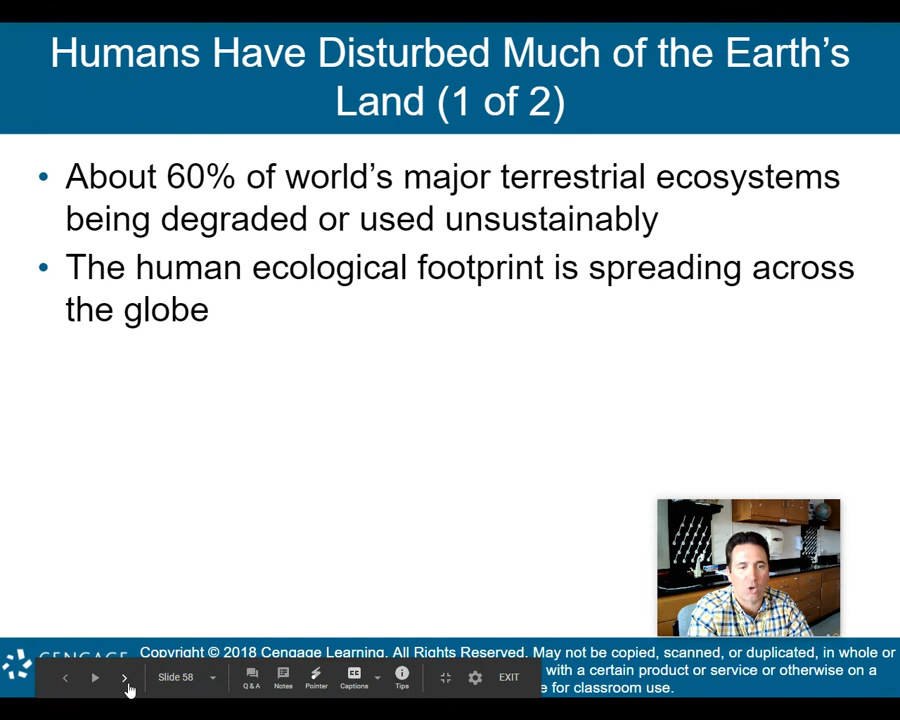 Humans Have Disturbed Much of the Earth's
Land (1 of 2)
• About 60% of world's major terrestrial ecosystems
being degraded or used unsustainably
• The human ecological footprint is spreading across
the globe
Copyright © 2018 Cengage Learning. All Rights Reserved. May not be copied, scanned, or duplicated, in whole or
with a certain product or service or otherwise on a
e for classroom use.
Slide 58
Q & A
Notes
Pointer
CC
Captions
Tips
EXIT